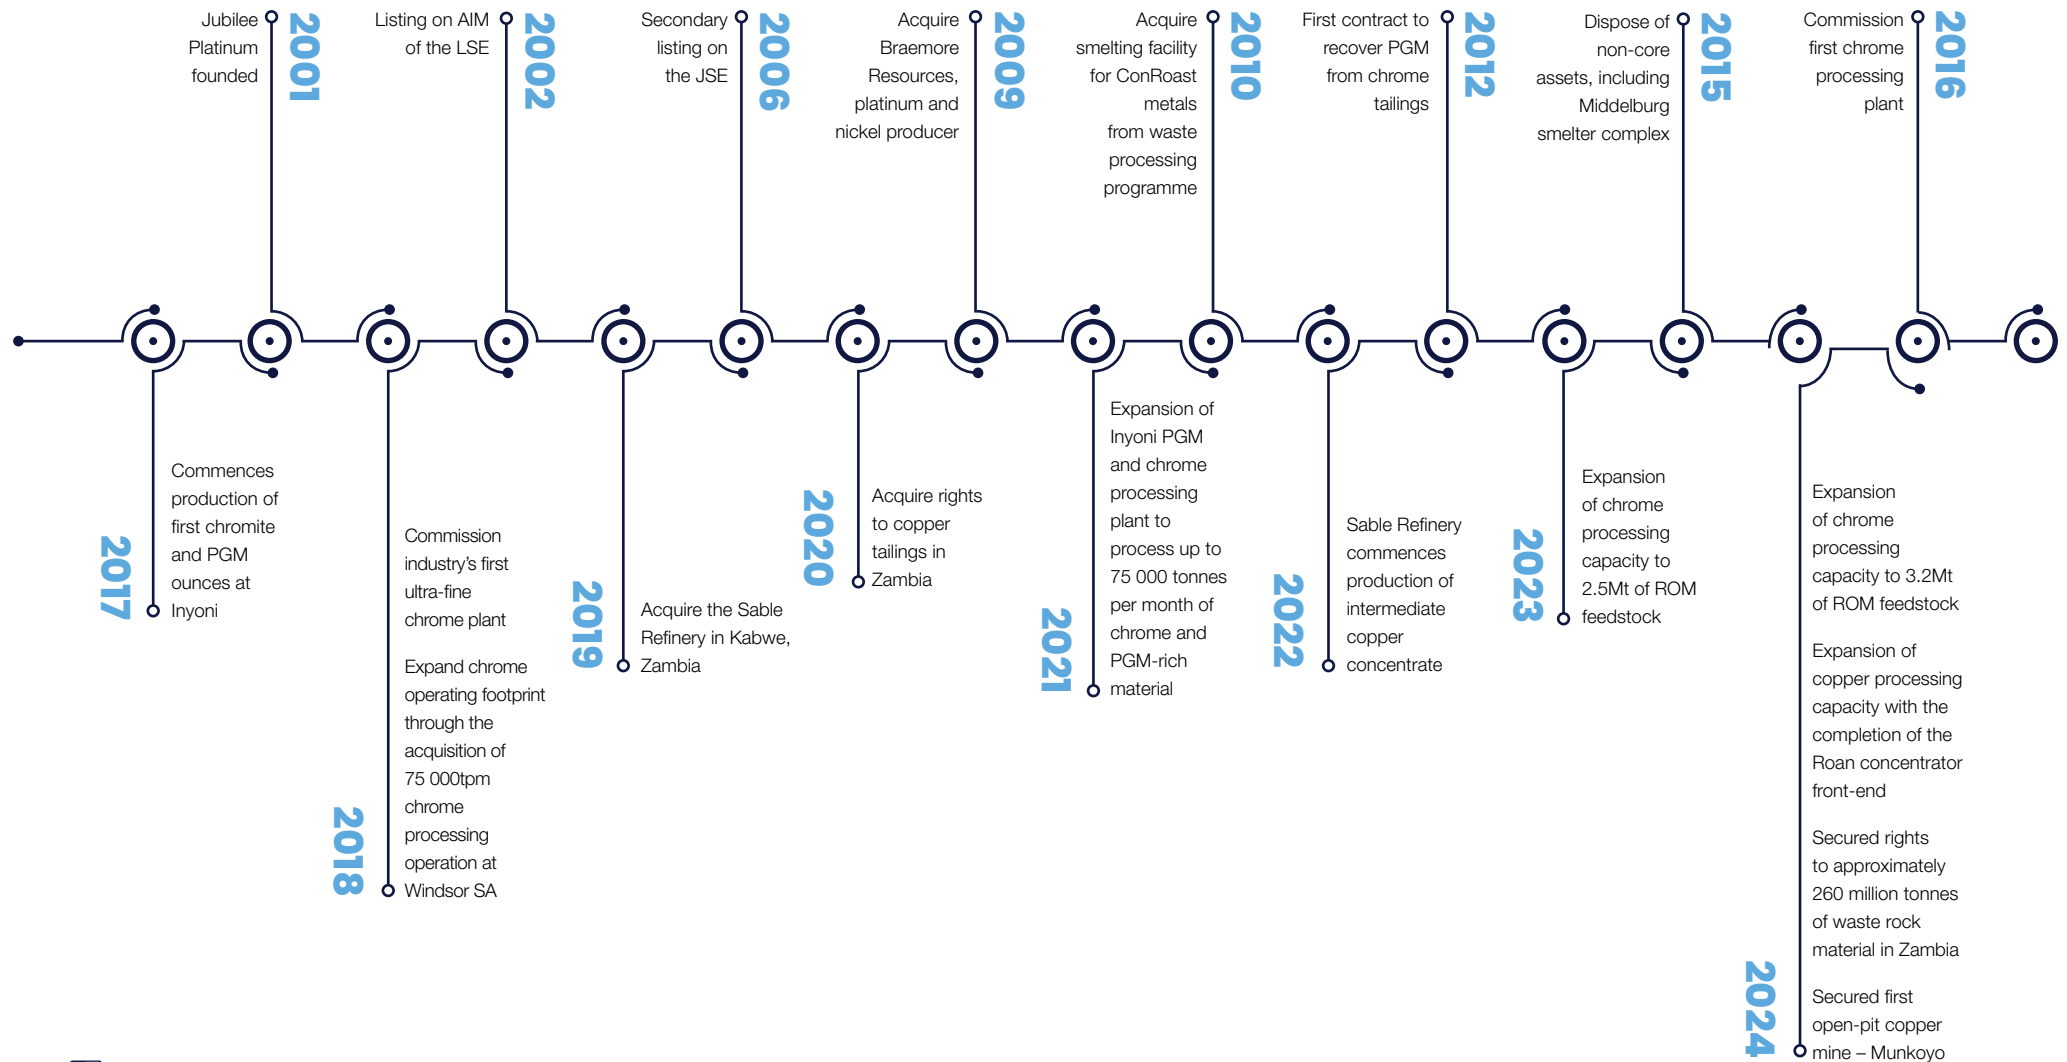 Jubilee
Platinum
founded
2001
Listing on AIM
of the LSE
2002
Secondary
listing on
the JSE
2006
Acquire
Braemore
Resources,
platinum and
nickel producer
2009
Acquire
smelting facility
for ConRoast
metals
from waste
processing
programme
2010
First contract to
recover PGM
from chrome
tailings
2012
Dispose of
non-core
assets, including
Middelburg
smelter complex
2015
Commission
first chrome
processing
plant
2016
2017
Commences
production of
first chromite
and PGM
ounces at
Inyoni
2018
Commission
industry's first
ultra-fine
chrome plant
Expand chrome
operating footprint
through the
acquisition of
75 000tpm
chrome
processing
operation at
Windsor SA
2019
Acquire the Sable
Refinery in Kabwe,
Zambia
2020
Acquire rights
to copper
tailings in
Zambia
2021
Expansion of
Inyoni PGM
and chrome
processing
plant to
process up to
75 000 tonnes
per month of
chrome and
PGM-rich
material
2022
Sable Refinery
commences
production of
intermediate
copper
concentrate
2023
Expansion
of chrome
processing
capacity to
2.5Mt of ROM
feedstock
2024
Expansion
of chrome
processing
capacity to 3.2Mt
of ROM feedstock
Expansion of
copper processing
capacity with the
completion of the
Roan concentrator
front-end
Secured rights
to approximately
260 million tonnes
of waste rock
material in Zambia
Secured first
open-pit copper
mine – Munkoyo